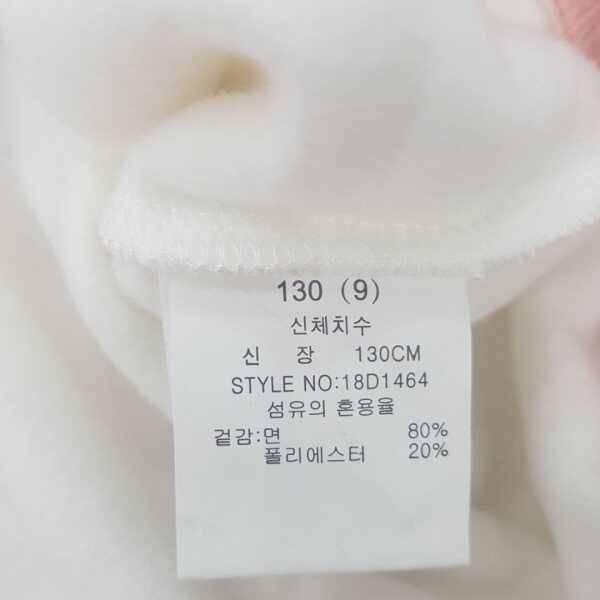 130 (9)
신체치수
신 장 130CM
STYLE NO:18D1464
섬유의 혼용율
겉감:면 80%
폴리에스터 20%